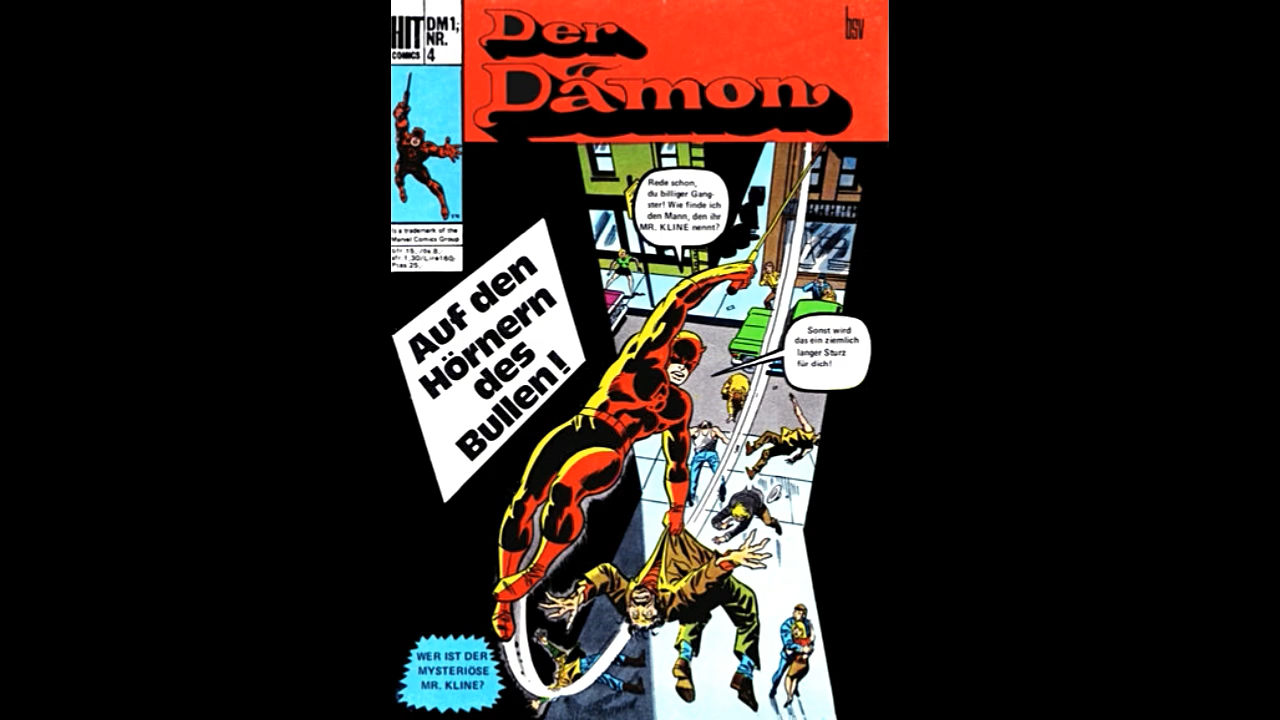 HIT
COMICS
DM1,
NR.
4
Der
Dämon
bsv
Is a trademark of the
Marvel Comics Group
Rede schon,
du billiger Gang-
ster! Wie finde ich
den Mann, den ihr
MR. KLINE nennt?
Auf den
Hörnern
des
Bullen!
Sonst wird
das ein ziemlich
langer Sturz
für dich!
WER IST DER
MYSTERIÖSE
MR. KLINE?